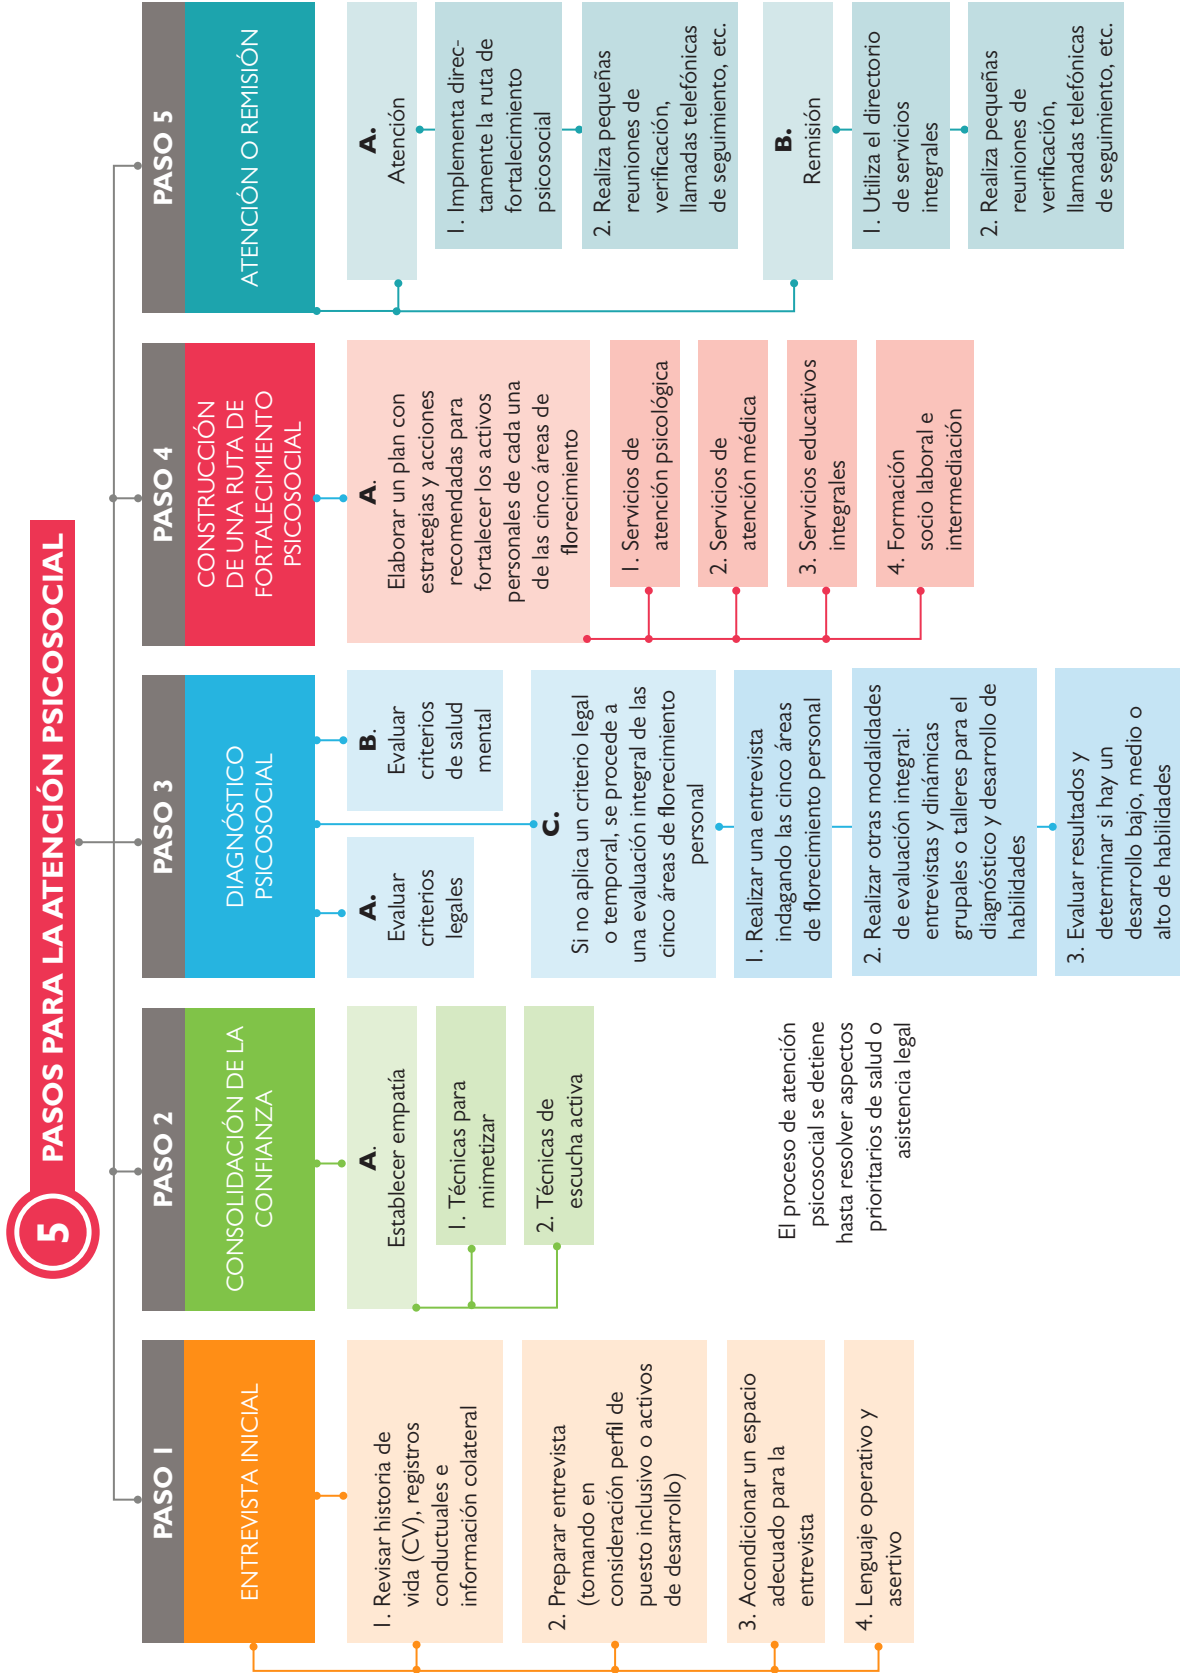 5
PASOS PARA LA ATENCIÓN PSICOSOCIAL
PASO 1
ENTREVISTA INICIAL
1. Revisar historia de
vida (CV), registros
conductuales e
información colateral
2. Preparar entrevista
(tomando en
consideración perfil de
puesto inclusivo o activos
de desarrollo)
3. Acondicionar un espacio
adecuado para la
entrevista
4. Lenguaje operativo y
asertivo
PASO 2
CONSOLIDACIÓN DE LA
CONFIANZA
A.
Establecer empatía
1. Técnicas para
mimetizar
2. Técnicas de
escucha activa
PASO 3
DIAGNÓSTICO
PSICOSOCIAL
A.
Evaluar
criterios
legales
B.
Evaluar
criterios
de salud
mental
C.
Si no aplica un criterio legal
o temporal, se procede a
una evaluación integral de las
cinco áreas de florecimiento
personal
1. Realizar una entrevista
indagando las cinco áreas
de florecimiento personal
2. Realizar otras modalidades
de evaluación integral:
entrevistas y dinámicas
grupales o talleres para el
diagnóstico y desarrollo de
habilidades
3. Evaluar resultados y
determinar si hay un
desarrollo bajo, medio o
alto de habilidades
El proceso de atención
psicosocial se detiene
hasta resolver aspectos
prioritarios de salud o
asistencia legal
PASO 4
CONSTRUCCIÓN
DE UNA RUTA DE
FORTALECIMIENTO
PSICOSOCIAL
A.
Elaborar un plan con
estrategias y acciones
recomendadas para
fortalecer los activos
personales de cada una
de las cinco áreas de
florecimiento
1. Servicios de
atención psicológica
2. Servicios de
atención médica
3. Servicios educativos
integrales
4. Formación
socio laboral e
intermediación
PASO 5
ATENCIÓN O REMISIÓN
A.
Atención
1. Implementa direc-
tamente la ruta de
fortalecimiento
psicosocial
2. Realiza pequeñas
reuniones de
verificación,
llamadas telefónicas
de seguimiento, etc.
B.
Remisión
1. Utiliza el directorio
de servicios
integrales
2. Realiza pequeñas
reuniones de
verificación,
llamadas telefónicas
de seguimiento, etc.